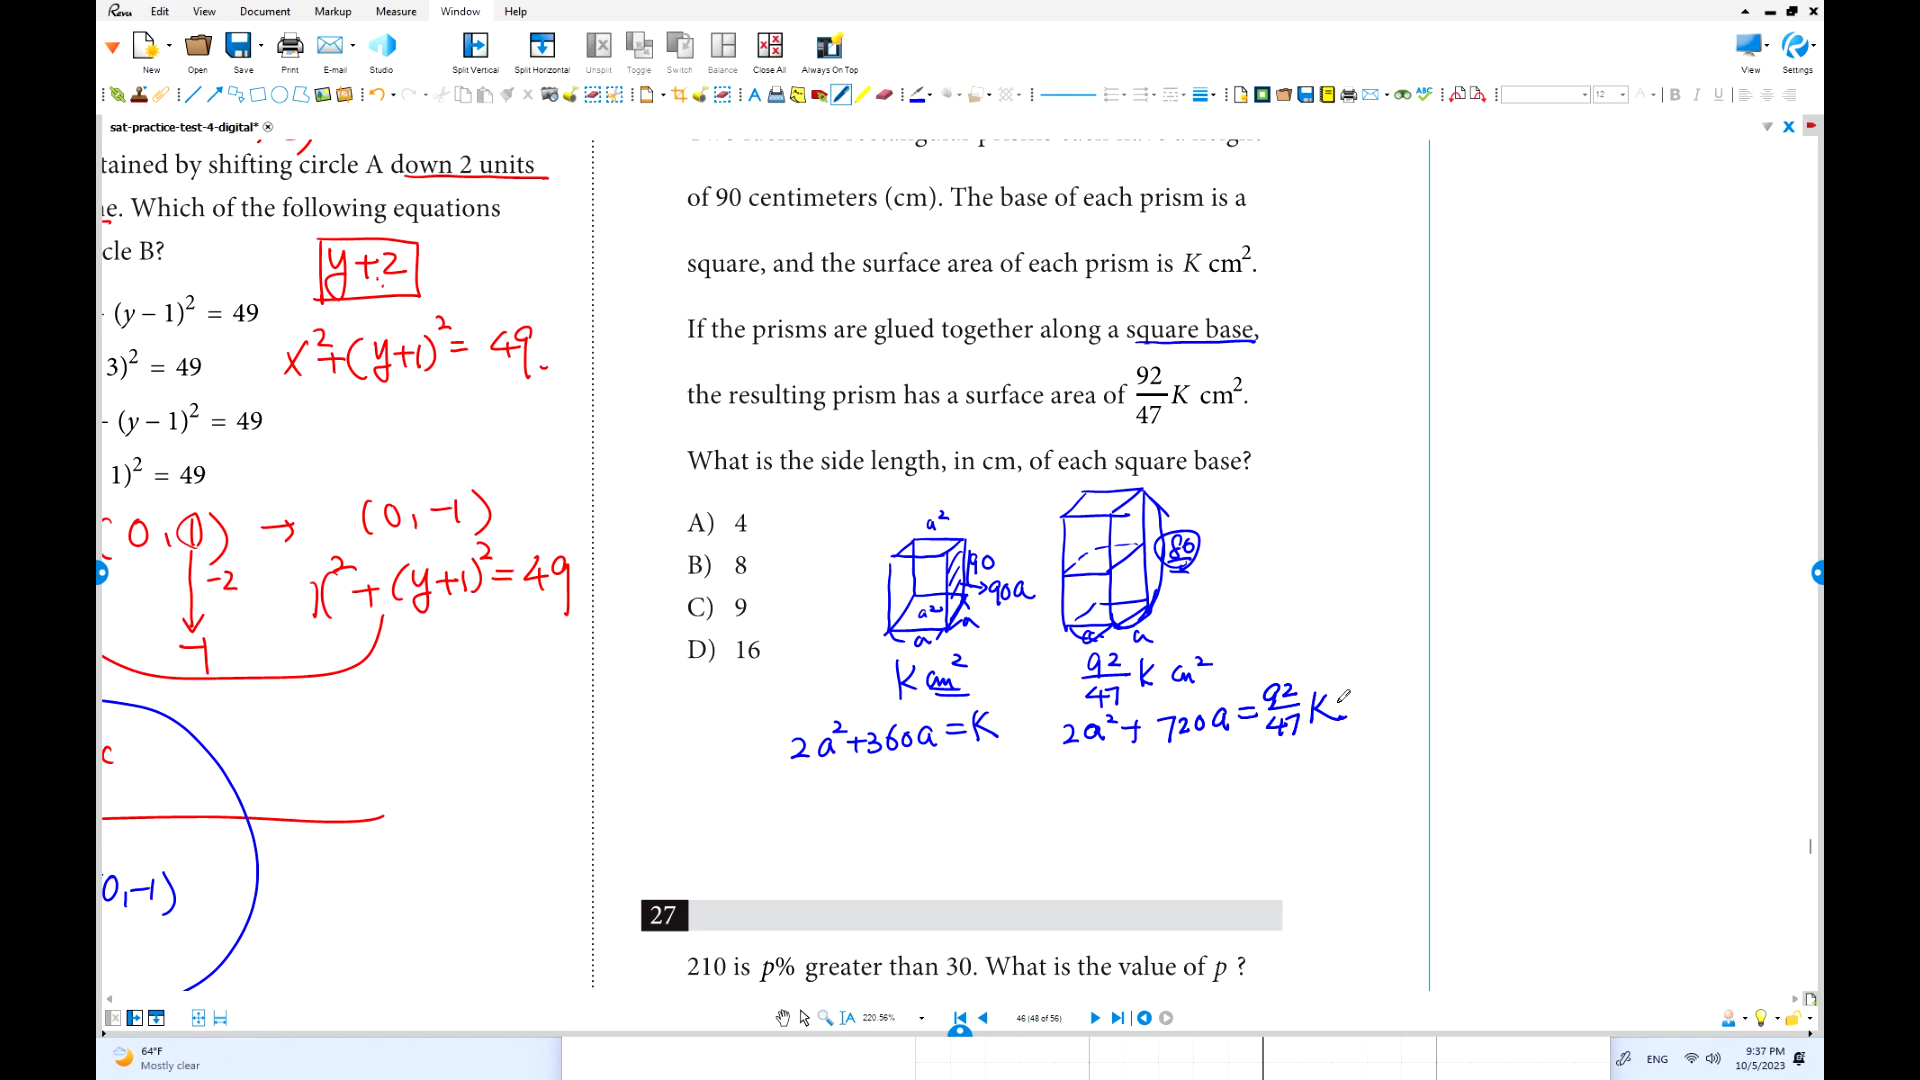 Revu Edit View Document Markup Measure Window Help
New Open Save Print E-mail Studio Split Vertical Split Horizontal Unsplit Toggle Switch Balance Close All Always On Top View Settings
12 B I U
sat-practice-test-4-digital*
tained by shifting circle A down 2 units
e. Which of the following equations
cle B?
y+2
(y − 1)² = 49
x²+(y+1)² = 49.
3)² = 49
- (y − 1)² = 49
1)² = 49
(0,1) → (0,-1)
-2
x²+(y+1)²=49
-1
c
0,-1)
of 90 centimeters (cm). The base of each prism is a
square, and the surface area of each prism is K cm².
If the prisms are glued together along a square base,
the resulting prism has a surface area of 92/47 K cm².
What is the side length, in cm, of each square base?
A) 4
B) 8
C) 9
D) 16
a²
90
→90a
a²
a
a
K cm²
2a²+360a=K
a
a
92/47 K cm²
2a²+720a=92/47 K
27
210 is p% greater than 30. What is the value of p ?
220.56% 46 (48 of 56)
64°F
Mostly clear
ENG
9:37 PM
10/5/2023